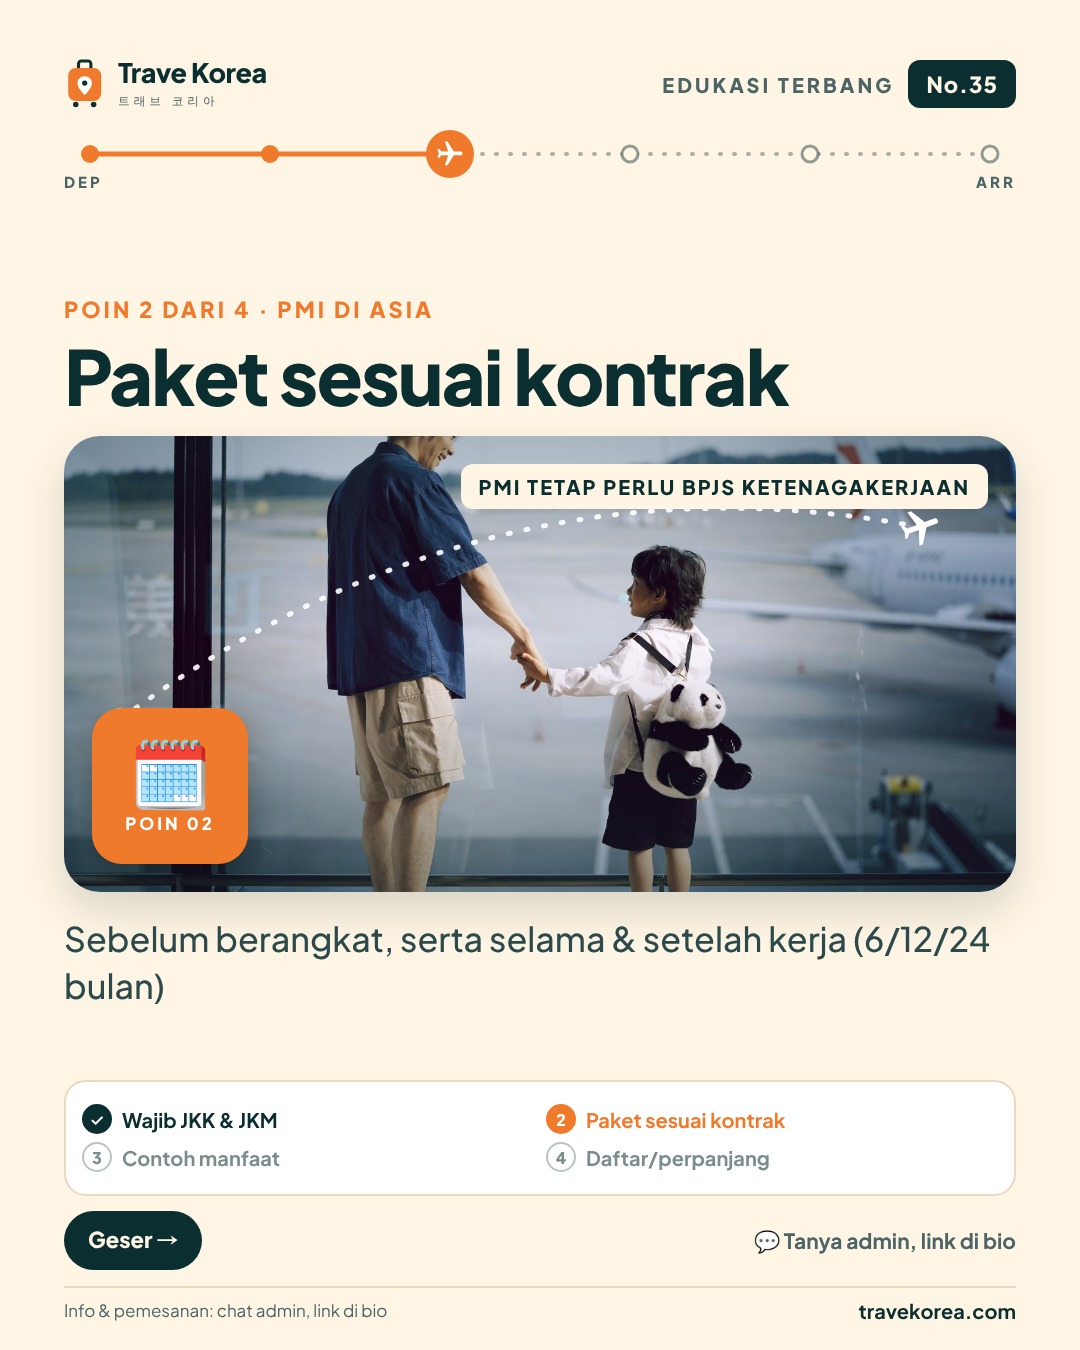 Trave Korea
트래브 코리아
EDUKASI TERBANG
No.35
DEP
ARR
POIN 2 DARI 4 · PMI DI ASIA
Paket sesuai kontrak
PMI TETAP PERLU BPJS KETENAGAKERJAAN
POIN 02
Sebelum berangkat, serta selama & setelah kerja (6/12/24
bulan)
Wajib JKK & JKM
2 Paket sesuai kontrak
3 Contoh manfaat
4 Daftar/perpanjang
Geser →
💬 Tanya admin, link di bio
Info & pemesanan: chat admin, link di bio
travekorea.com